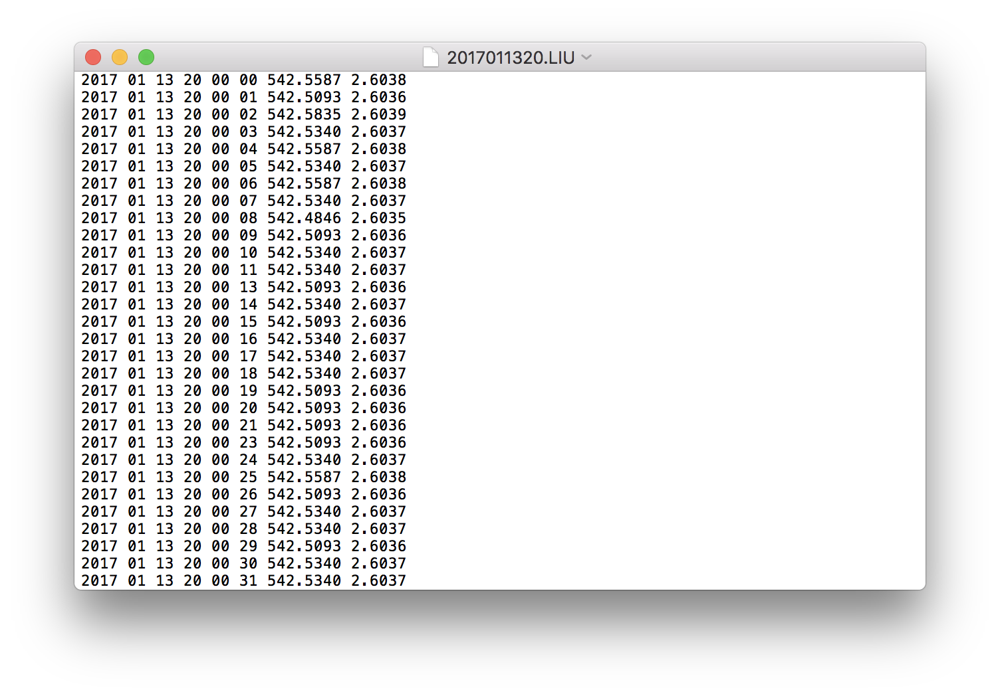 2017011320.LIU
2017 01 13 20 00 00 542.5587 2.6038
2017 01 13 20 00 01 542.5093 2.6036
2017 01 13 20 00 02 542.5835 2.6039
2017 01 13 20 00 03 542.5340 2.6037
2017 01 13 20 00 04 542.5587 2.6038
2017 01 13 20 00 05 542.5340 2.6037
2017 01 13 20 00 06 542.5587 2.6038
2017 01 13 20 00 07 542.5340 2.6037
2017 01 13 20 00 08 542.4846 2.6035
2017 01 13 20 00 09 542.5093 2.6036
2017 01 13 20 00 10 542.5340 2.6037
2017 01 13 20 00 11 542.5340 2.6037
2017 01 13 20 00 13 542.5093 2.6036
2017 01 13 20 00 14 542.5340 2.6037
2017 01 13 20 00 15 542.5093 2.6036
2017 01 13 20 00 16 542.5340 2.6037
2017 01 13 20 00 17 542.5340 2.6037
2017 01 13 20 00 18 542.5340 2.6037
2017 01 13 20 00 19 542.5093 2.6036
2017 01 13 20 00 20 542.5093 2.6036
2017 01 13 20 00 21 542.5093 2.6036
2017 01 13 20 00 23 542.5093 2.6036
2017 01 13 20 00 24 542.5340 2.6037
2017 01 13 20 00 25 542.5587 2.6038
2017 01 13 20 00 26 542.5093 2.6036
2017 01 13 20 00 27 542.5340 2.6037
2017 01 13 20 00 28 542.5340 2.6037
2017 01 13 20 00 29 542.5093 2.6036
2017 01 13 20 00 30 542.5340 2.6037
2017 01 13 20 00 31 542.5340 2.6037